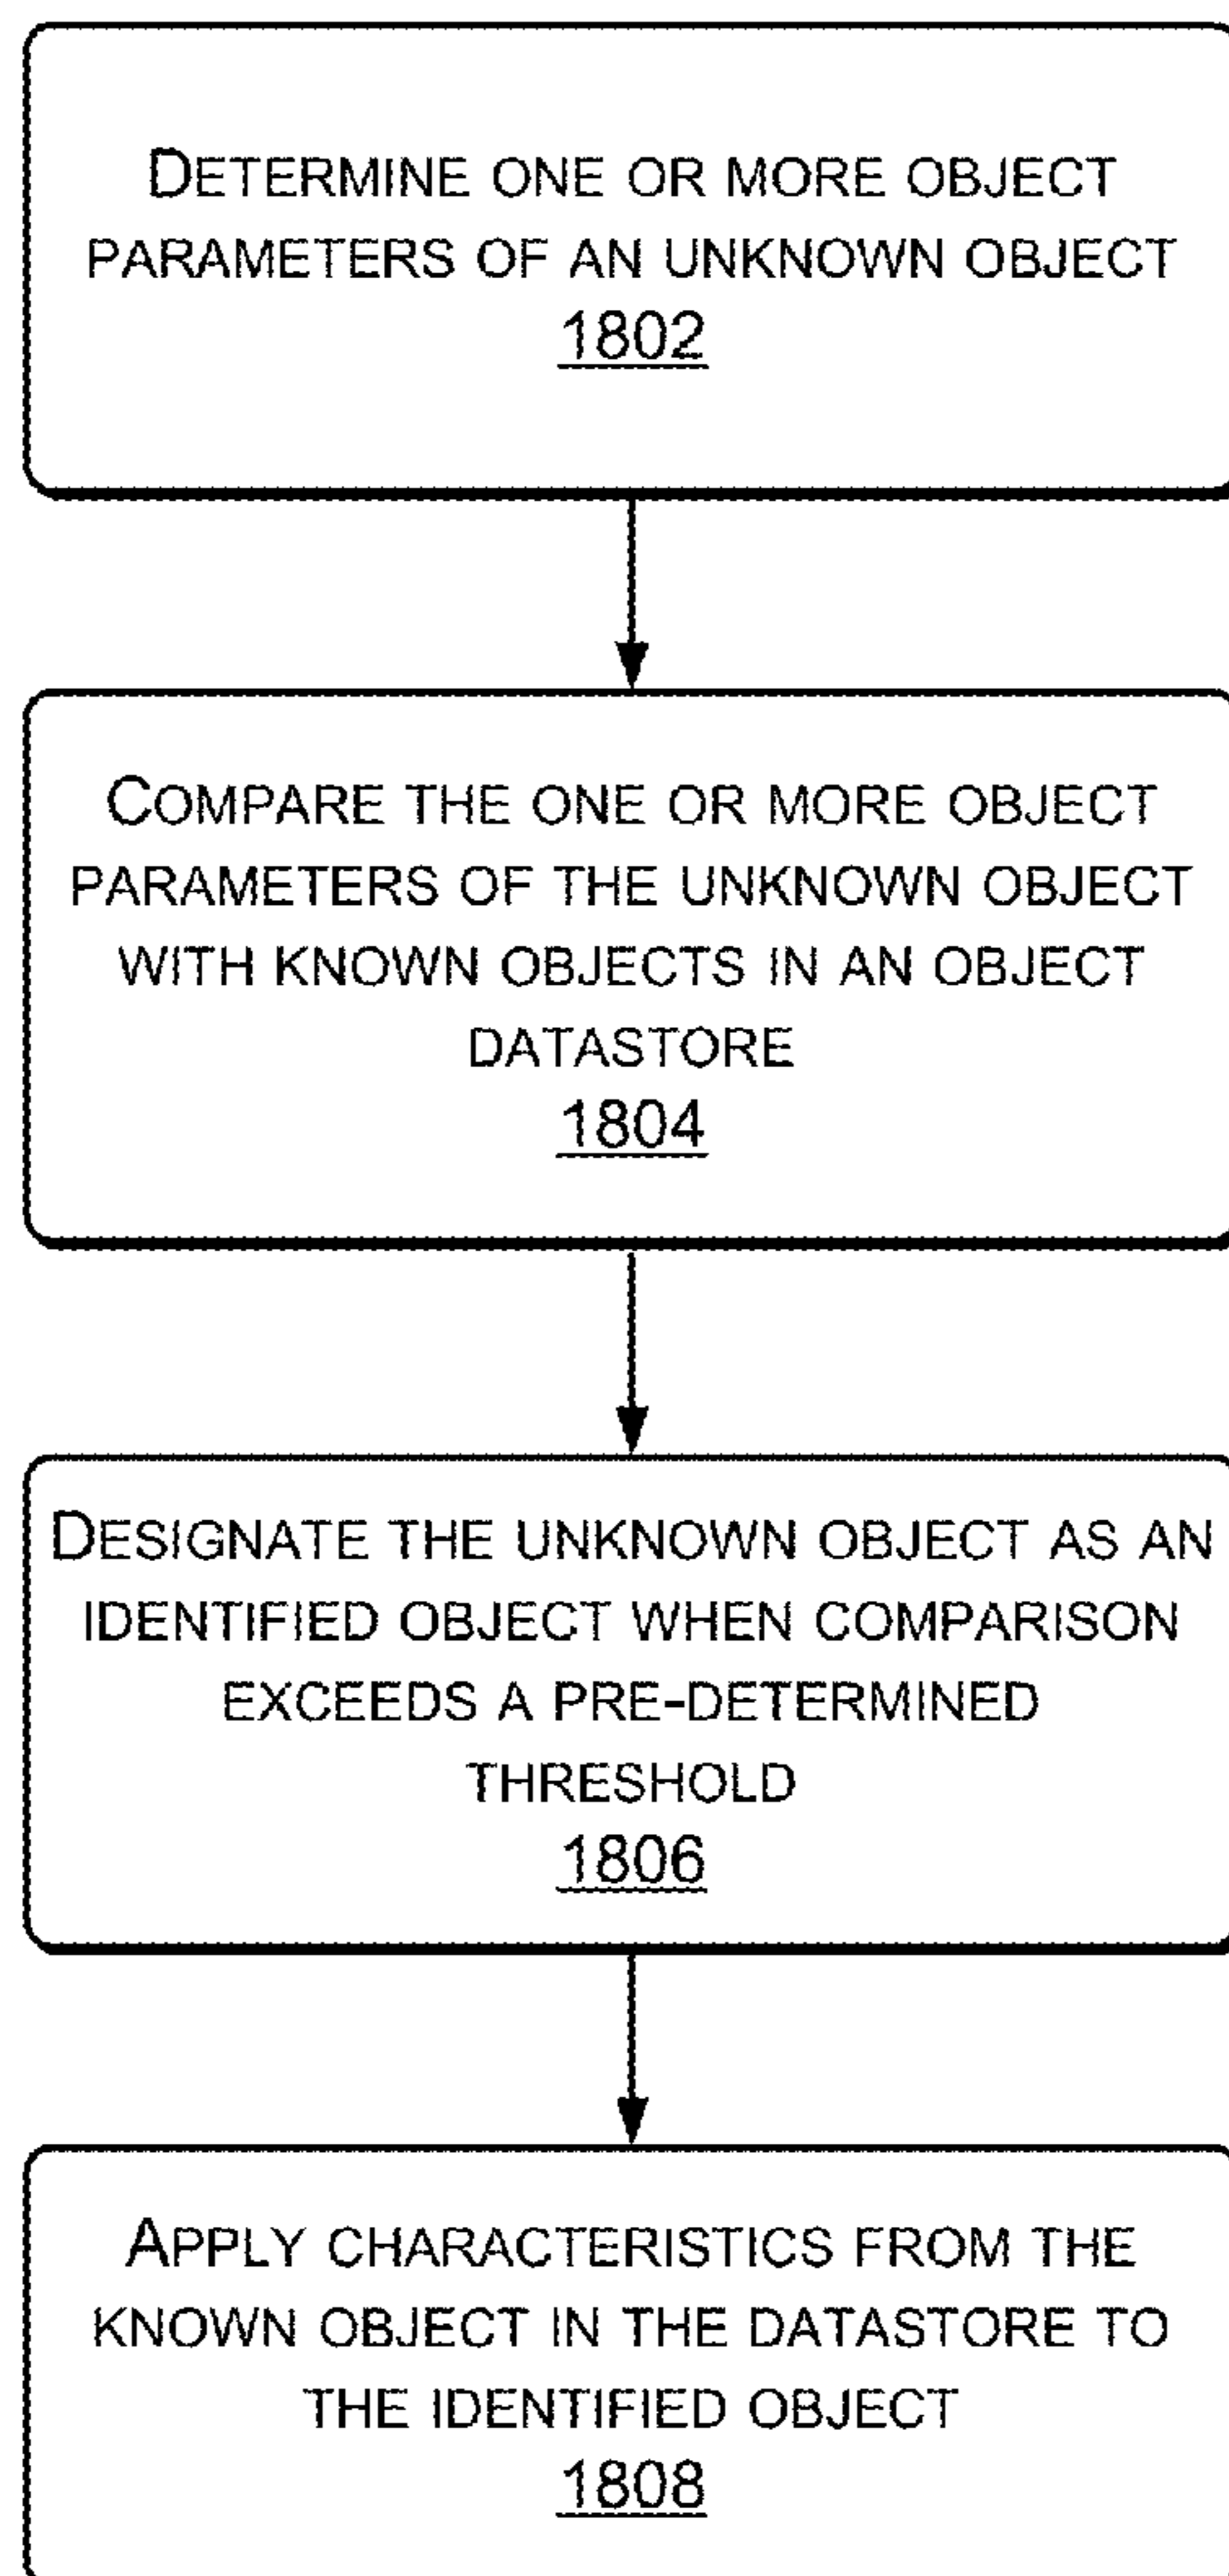 DETERMINE ONE OR MORE OBJECT
PARAMETERS OF AN UNKNOWN OBJECT
1802
COMPARE THE ONE OR MORE OBJECT
PARAMETERS OF THE UNKNOWN OBJECT
WITH KNOWN OBJECTS IN AN OBJECT
DATASTORE
1804
DESIGNATE THE UNKNOWN OBJECT AS AN
IDENTIFIED OBJECT WHEN COMPARISON
EXCEEDS A PRE-DETERMINED
THRESHOLD
1806
APPLY CHARACTERISTICS FROM THE
KNOWN OBJECT IN THE DATASTORE TO
THE IDENTIFIED OBJECT
1808